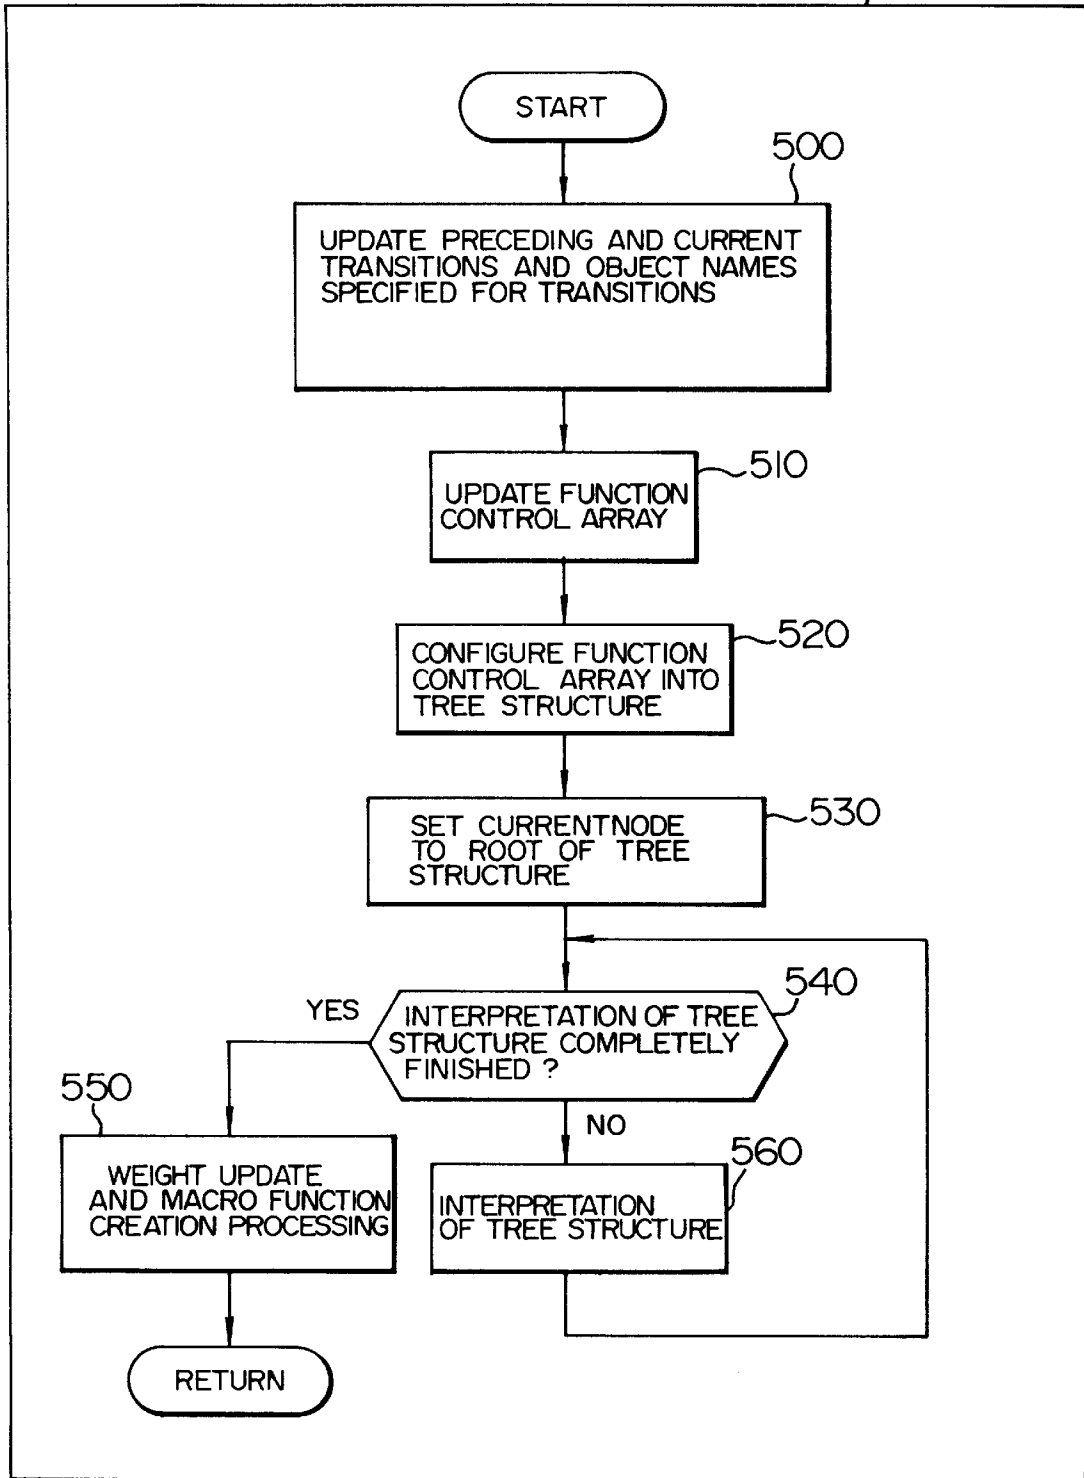 START
500
UPDATE PRECEDING AND CURRENT
TRANSITIONS AND OBJECT NAMES
SPECIFIED FOR TRANSITIONS
510
UPDATE FUNCTION
CONTROL ARRAY
520
CONFIGURE FUNCTION
CONTROL ARRAY INTO
TREE STRUCTURE
530
SET CURRENTNODE
TO ROOT OF TREE
STRUCTURE
540
YES
INTERPRETATION OF TREE
STRUCTURE COMPLETELY
FINISHED ?
550
NO
560
WEIGHT UPDATE
AND MACRO FUNCTION
CREATION PROCESSING
INTERPRETATION
OF TREE STRUCTURE
RETURN